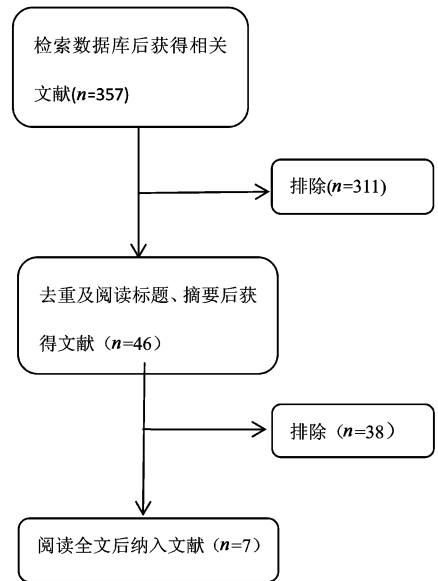 检索数据库后获得相关
文献(n=357)
排除(n=311)
去重及阅读标题、摘要后获
得文献（n=46）
排除（n=38）
阅读全文后纳入文献（n=7）